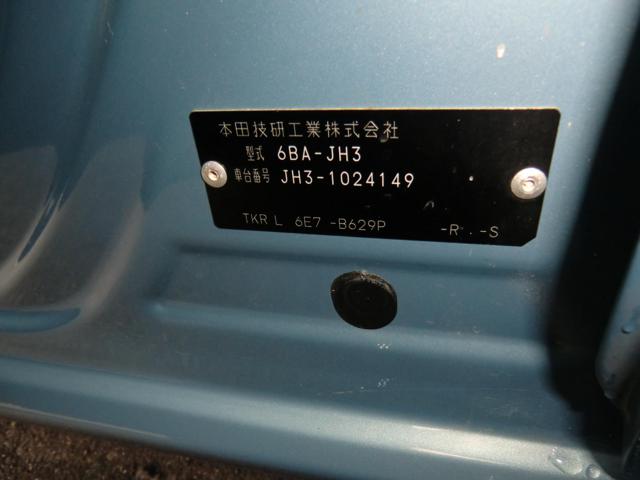 本田技研工業株式会社
型式 6BA-JH3
車台番号 JH3-1024149
TKR L 6E7 -B629P -R . -S